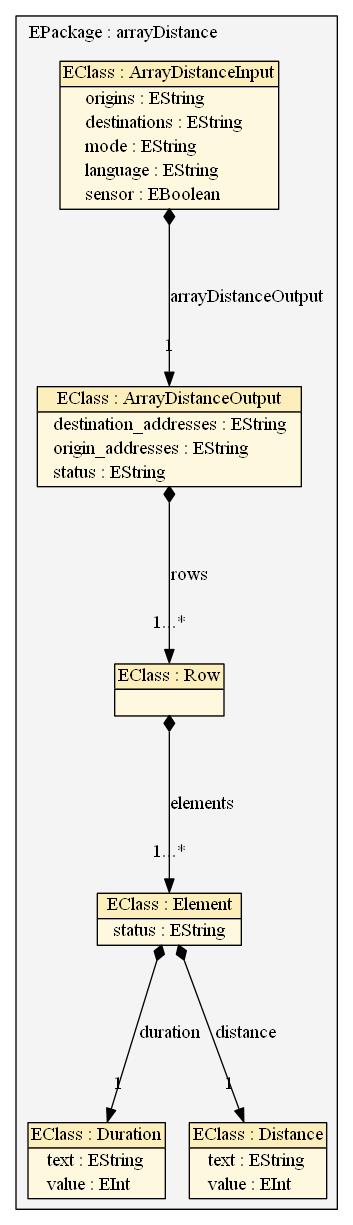 EPackage : arrayDistance
EClass : ArrayDistanceInput
origins : EString
destinations : EString
mode : EString
language : EString
sensor : EBoolean
arrayDistanceOutput
1
EClass : ArrayDistanceOutput
destination_addresses : EString
origin_addresses : EString
status : EString
rows
1...*
EClass : Row
elements
1...*
EClass : Element
status : EString
duration distance
1 1
EClass : Duration EClass : Distance
text : EString text : EString
value : EInt value : EInt